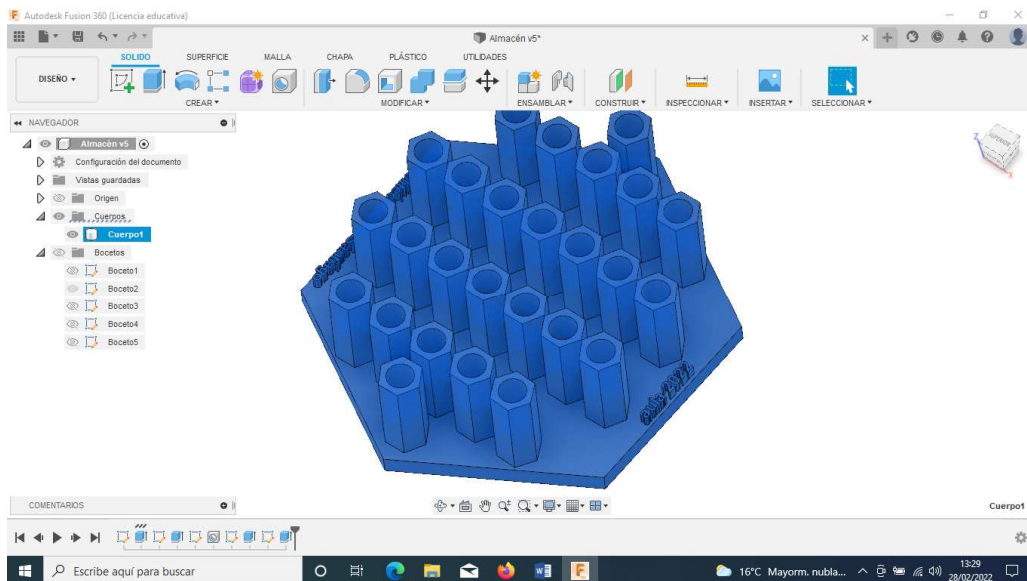 Autodesk Fusion 360 (Licencia educativa)
Almacén v5*
SOLIDO SUPERFICIE MALLA CHAPA PLÁSTICO UTILIDADES
DISEÑO
CREAR MODIFICAR ENSAMBLAR CONSTRUIR INSPECCIONAR INSERTAR SELECCIONAR
NAVEGADOR
Almacén v5
Configuración del documento
Vistas guardadas
Origen
Cuerpos
Cuerpo1
Bocetos
Boceto1
Boceto2
Boceto3
Boceto4
Boceto5
SUPERIOR
Z
X
COMENTARIOS
Cuerpo1
Escribe aquí para buscar
16°C Mayorm. nubla...
13:29
28/02/2022